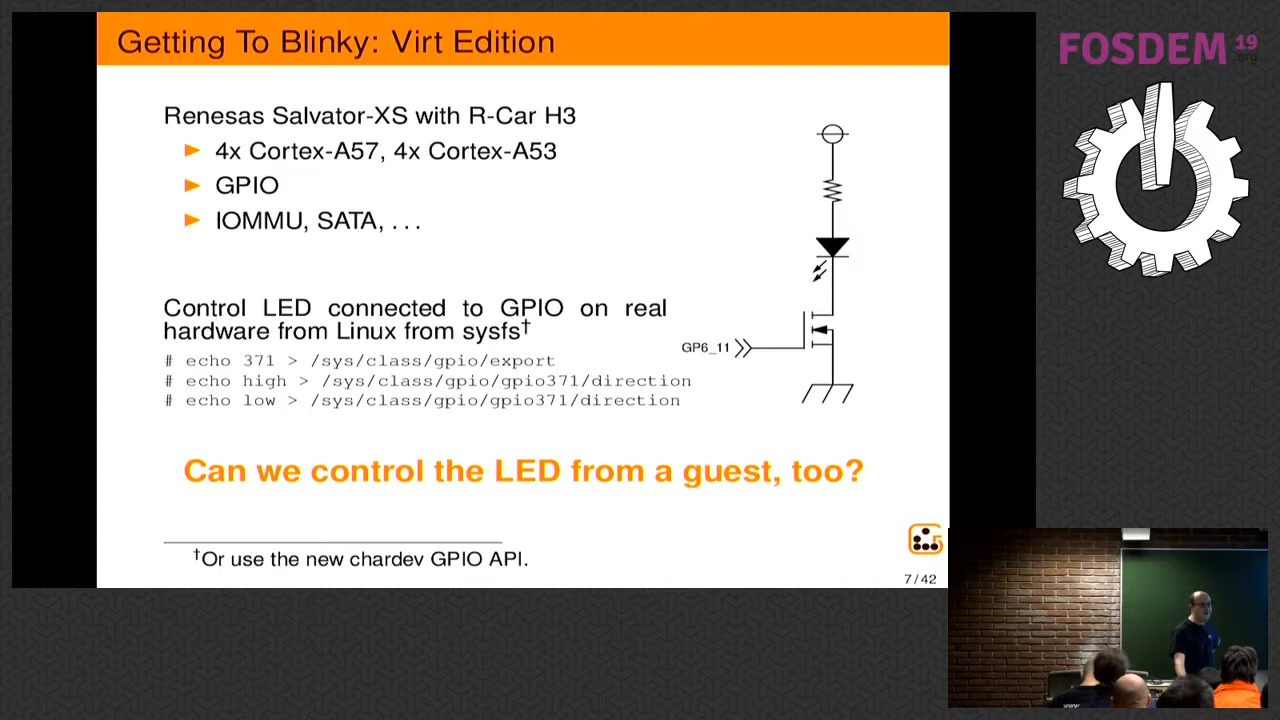 Getting To Blinky: Virt Edition
FOSDEM 19
.org
Renesas Salvator-XS with R-Car H3
4x Cortex-A57, 4x Cortex-A53
GPIO
IOMMU, SATA, . . .
Control LED connected to GPIO on real
hardware from Linux from sysfs†
# echo 371 > /sys/class/gpio/export
# echo high > /sys/class/gpio/gpio371/direction
# echo low > /sys/class/gpio/gpio371/direction
GP6_11
Can we control the LED from a guest, too?
†Or use the new chardev GPIO API.
7 / 42